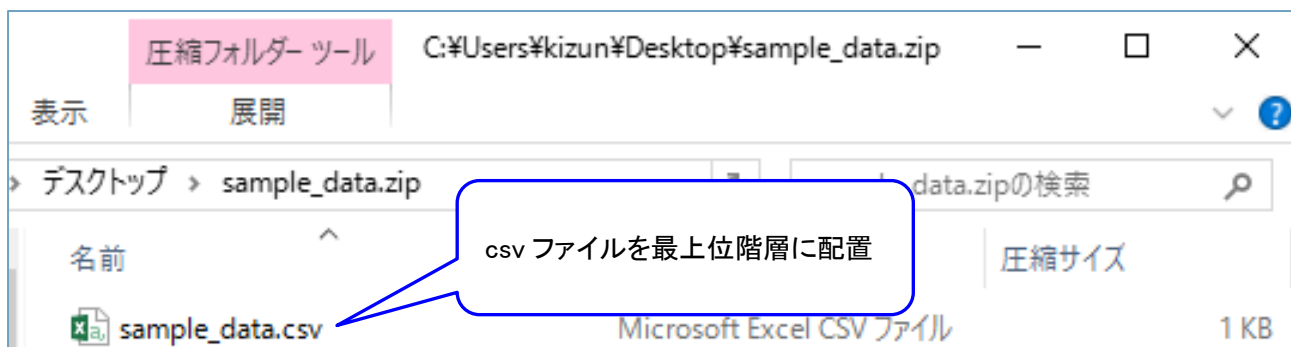 圧縮フォルダー ツール C:¥Users¥kizun¥Desktop¥sample_data.zip
表示 展開
デスクトップ > sample_data.zip data.zipの検索
csv ファイルを最上位階層に配置
名前 圧縮サイズ
sample_data.csv Microsoft Excel CSV ファイル 1 KB